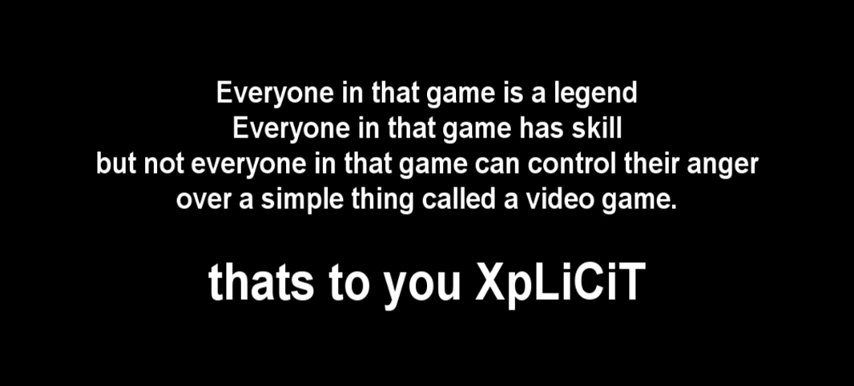 Everyone in that game is a legend
Everyone in that game has skill
but not everyone in that game can control their anger
over a simple thing called a video game.
thats to you XpLiCiT